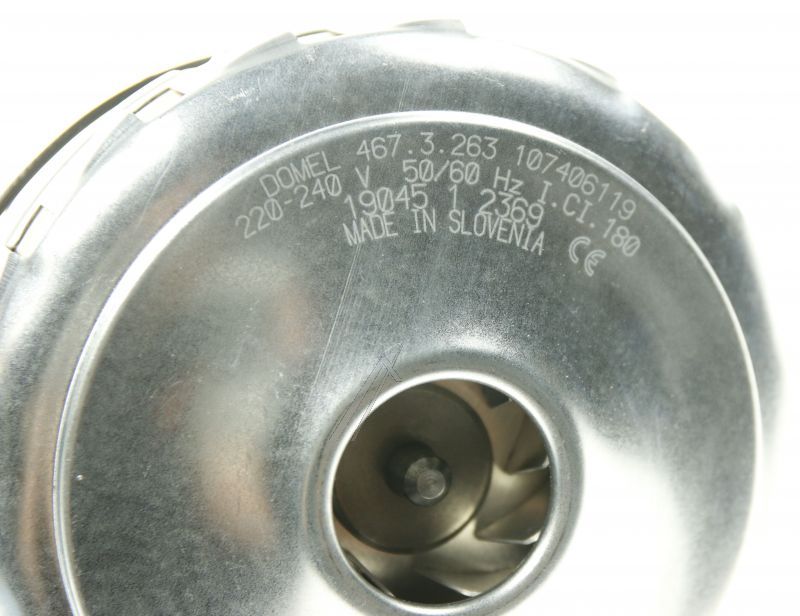 DOMEL 467.3.263 107406119
220-240 V 50/60 Hz I.CI.180
19045 1 2369
MADE IN SLOVENIA CE